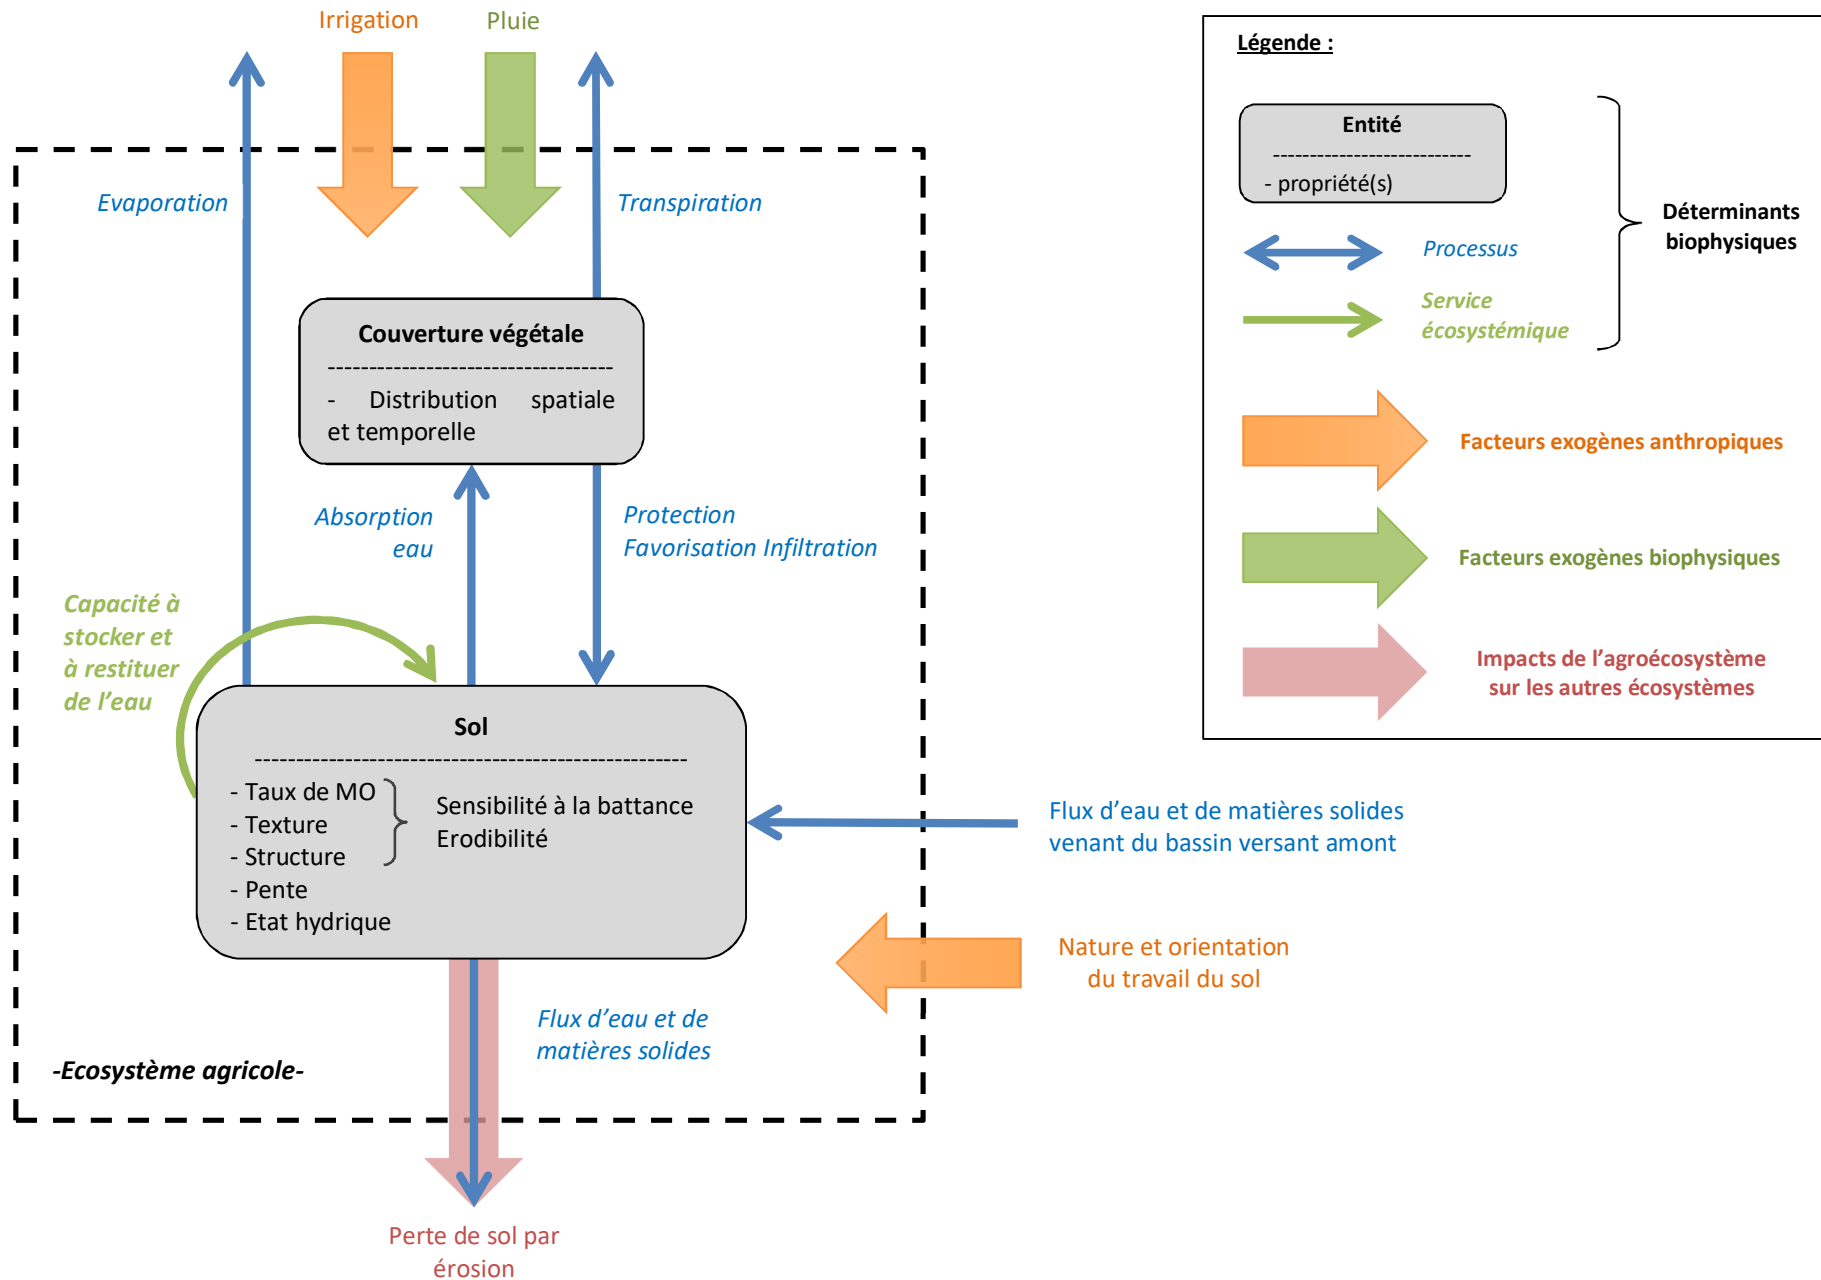 Irrigation
Pluie
Evaporation
Transpiration
Couverture végétale
-----------------------------------
- Distribution spatiale
et temporelle
Absorption
eau
Protection
Favorisation Infiltration
Capacité à
stocker et
à restituer
de l’eau
Sol
-----------------------------------------------------
- Taux de MO
- Texture
- Structure
- Pente
- Etat hydrique
Sensibilité à la battance
Erodibilité
Flux d’eau et de matières solides
venant du bassin versant amont
Nature et orientation
du travail du sol
Flux d’eau et de
matières solides
-Ecosystème agricole-
Perte de sol par
érosion
Légende :
Entité
---------------------------
- propriété(s)
Processus
Service
écosystémique
Déterminants
biophysiques
Facteurs exogènes anthropiques
Facteurs exogènes biophysiques
Impacts de l’agroécosystème
sur les autres écosystèmes